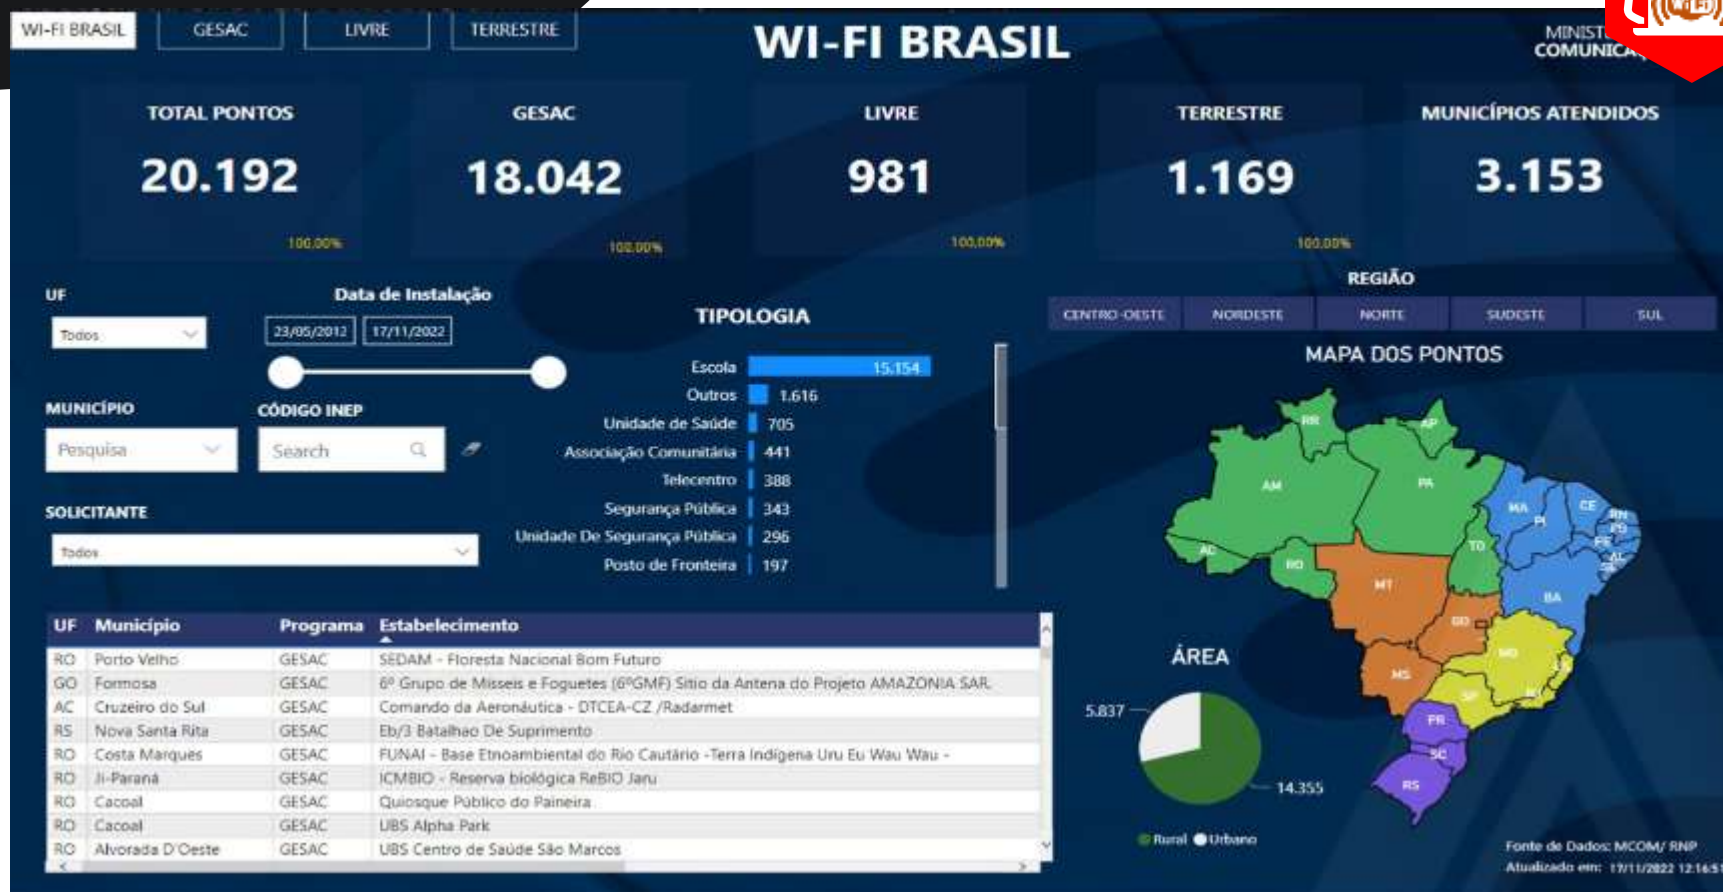 WI-FI BRASIL
GESAC
LIVRE
TERRESTRE
WI-FI BRASIL
TOTAL PONTOS
20.192
100,00%
GESAC
18.042
100,00%
LIVRE
981
100,00%
TERRESTRE
1.169
100,00%
MUNICÍPIOS ATENDIDOS
3.153
UF
Todos
Data de Instalação
23/05/2012 17/11/2022
MUNICÍPIO
Pesquisa
CÓDIGO INEP
Search
SOLICITANTE
Todos
TIPOLOGIA
Escola 15.154
Outros 1.616
Unidade de Saúde 705
Associação Comunitária 441
Telecentro 388
Segurança Pública 343
Unidade De Segurança Pública 296
Posto de Fronteira 197
REGIÃO
CENTRO-OESTE NORDESTE NORTE SUDESTE SUL
MAPA DOS PONTOS
RR
AP
AM
PA
MA
PI
CE
RN
PB
PE
AL
SE
AC
RO
TO
MT
BA
GO
MG
ES
MS
SP
RJ
PR
SC
RS
UF Município Programa Estabelecimento
RO Porto Velho GESAC SEDAM - Floresta Nacional Bom Futuro
GO Formosa GESAC 6º Grupo de Misseis e Foguetes (6ºGMF) Sitio da Antena do Projeto AMAZONIA SAR.
AC Cruzeiro do Sul GESAC Comando da Aeronáutica - DTCEA-CZ /Radarmet
RS Nova Santa Rita GESAC Eb/3 Batalhao De Suprimento
RO Costa Marques GESAC FUNAI - Base Etnoambiental do Rio Cautário -Terra Indígena Uru Eu Wau Wau -
RO Ji-Paraná GESAC ICMBIO - Reserva biológica ReBIO Jaru
RO Cacoal GESAC Quiosque Público do Paineira
RO Cacoal GESAC UBS Alpha Park
RO Alvorada D'Oeste GESAC UBS Centro de Saúde São Marcos
ÁREA
5.837
14.355
Rural Urbano
Fonte de Dados: MCOM/ RNP
Atualizado em: 17/11/2022 12:16:51